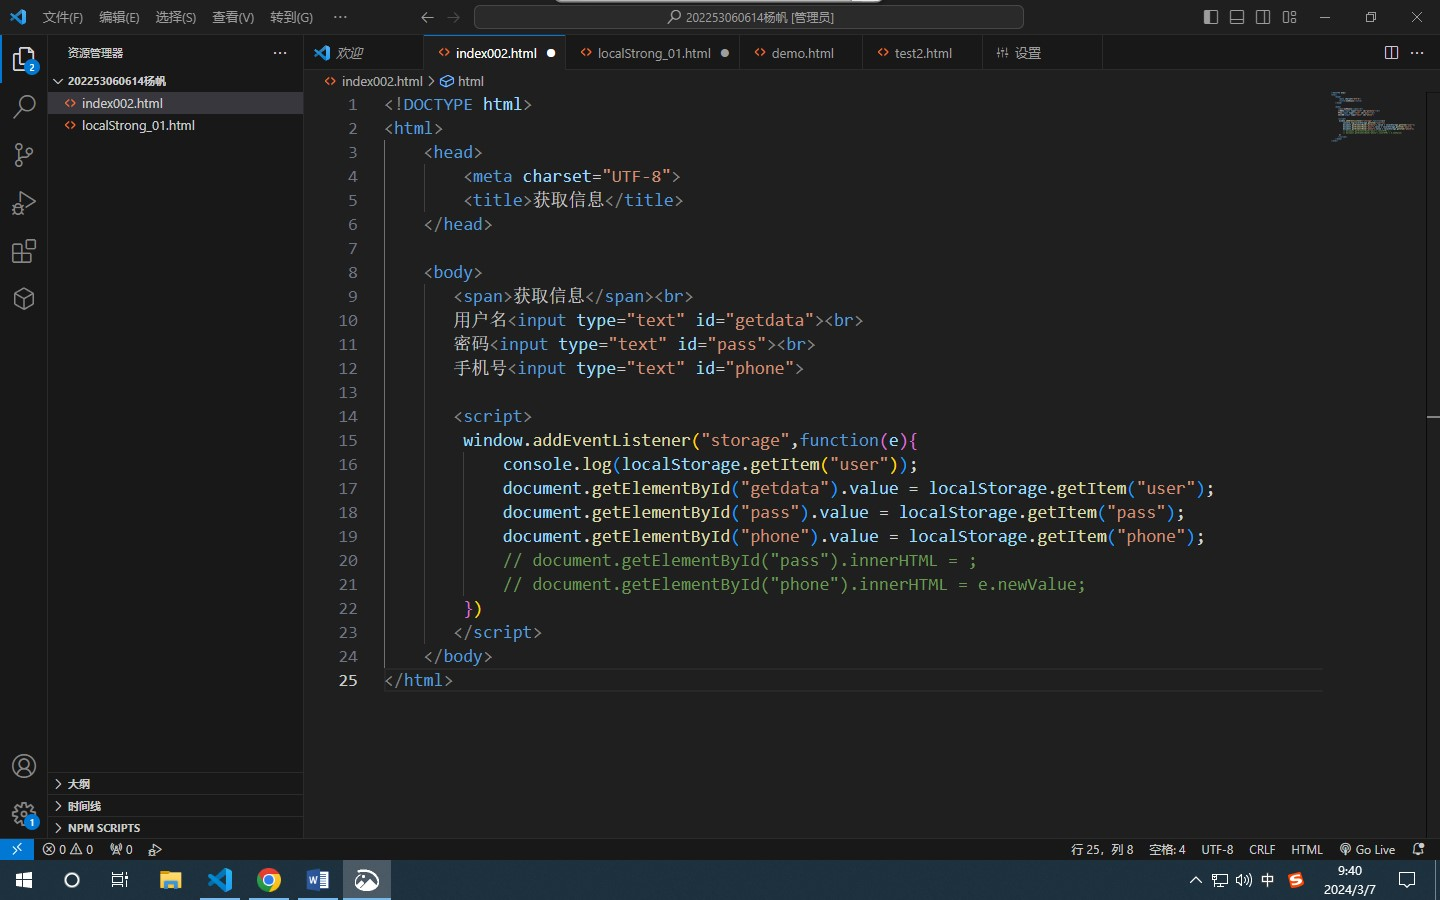 文件(F) 编辑(E) 选择(S) 查看(V) 转到(G) ··· 202253060614杨帆 [管理员]
资源管理器 ···
欢迎 index002.html localStrong_01.html demo.html test2.html 设置 ···
202253060614杨帆
index002.html
localStrong_01.html
index002.html > html
1 <!DOCTYPE html>
2 <html>
3 <head>
4 <meta charset="UTF-8">
5 <title>获取信息</title>
6 </head>
7
8 <body>
9 <span>获取信息</span><br>
10 用户名<input type="text" id="getdata"><br>
11 密码<input type="text" id="pass"><br>
12 手机号<input type="text" id="phone">
13
14 <script>
15 window.addEventListener("storage",function(e){
16 console.log(localStorage.getItem("user"));
17 document.getElementById("getdata").value = localStorage.getItem("user");
18 document.getElementById("pass").value = localStorage.getItem("pass");
19 document.getElementById("phone").value = localStorage.getItem("phone");
20 // document.getElementById("pass").innerHTML = ;
21 // document.getElementById("phone").innerHTML = e.newValue;
22 })
23 </script>
24 </body>
25 </html>
2
大纲
时间线
NPM SCRIPTS
1
0 0 0 行 25，列 8 空格: 4 UTF-8 CRLF HTML Go Live
中 9:40
2024/3/7